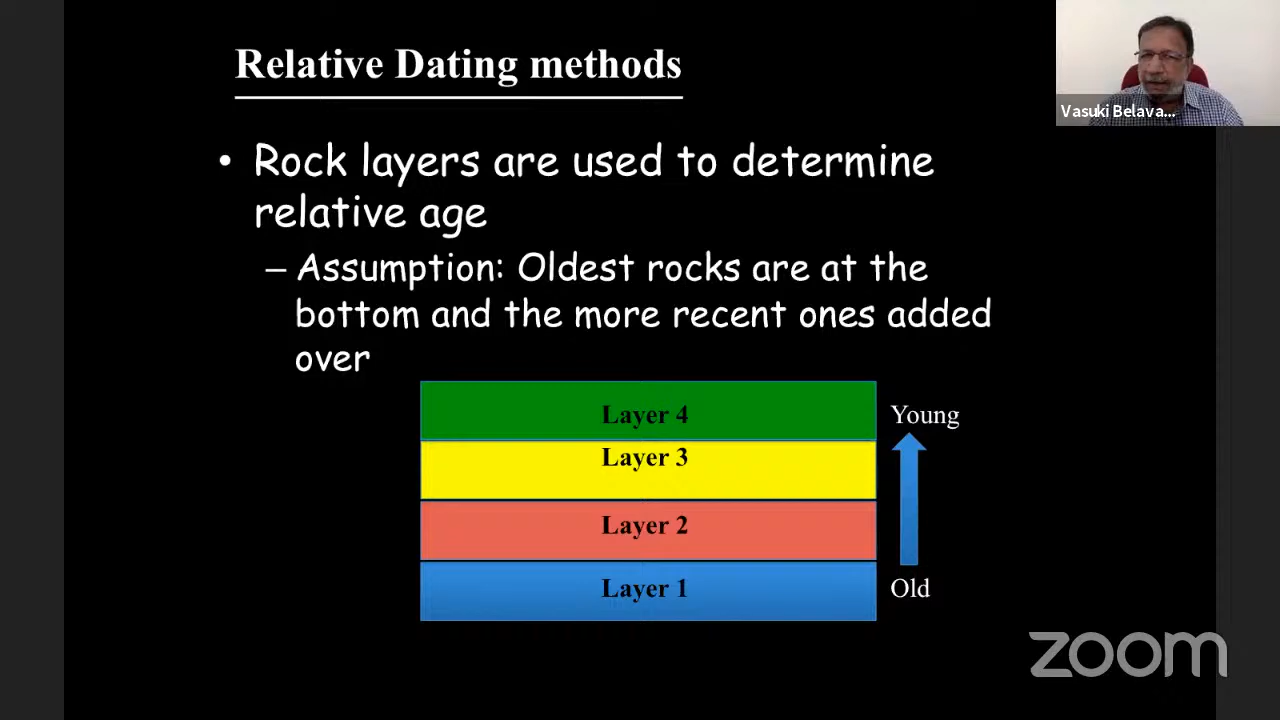 Relative Dating methods
Vasuki Belava...
• Rock layers are used to determine
relative age
– Assumption: Oldest rocks are at the
bottom and the more recent ones added
over
Layer 4
Young
Layer 3
Layer 2
Layer 1
Old
zoom